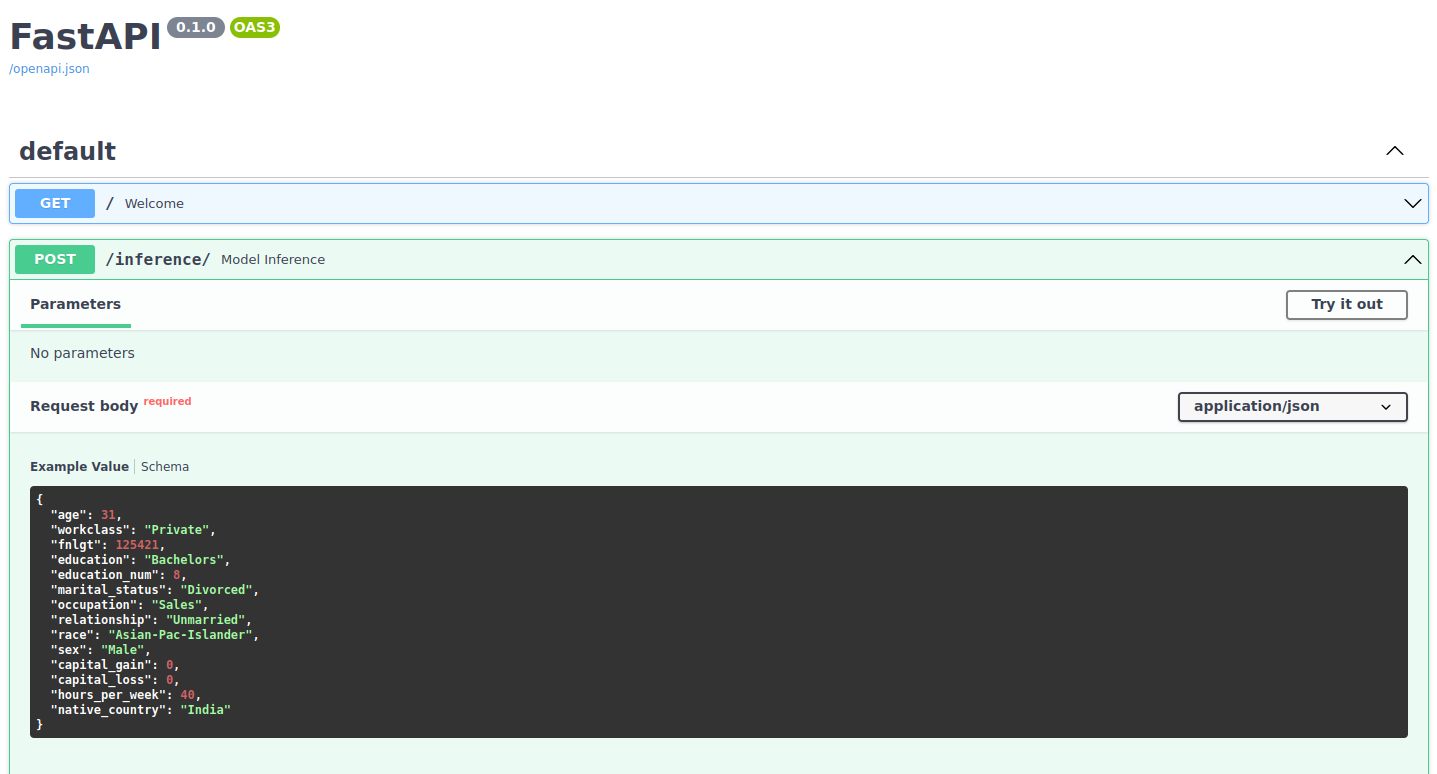 FastAPI 0.1.0 OAS3
/openapi.json
default
GET / Welcome
POST /inference/ Model Inference
Parameters Try it out
No parameters
Request body required application/json
Example Value Schema
{
  "age": 31,
  "workclass": "Private",
  "fnlgt": 125421,
  "education": "Bachelors",
  "education_num": 8,
  "marital_status": "Divorced",
  "occupation": "Sales",
  "relationship": "Unmarried",
  "race": "Asian-Pac-Islander",
  "sex": "Male",
  "capital_gain": 0,
  "capital_loss": 0,
  "hours_per_week": 40,
  "native_country": "India"
}